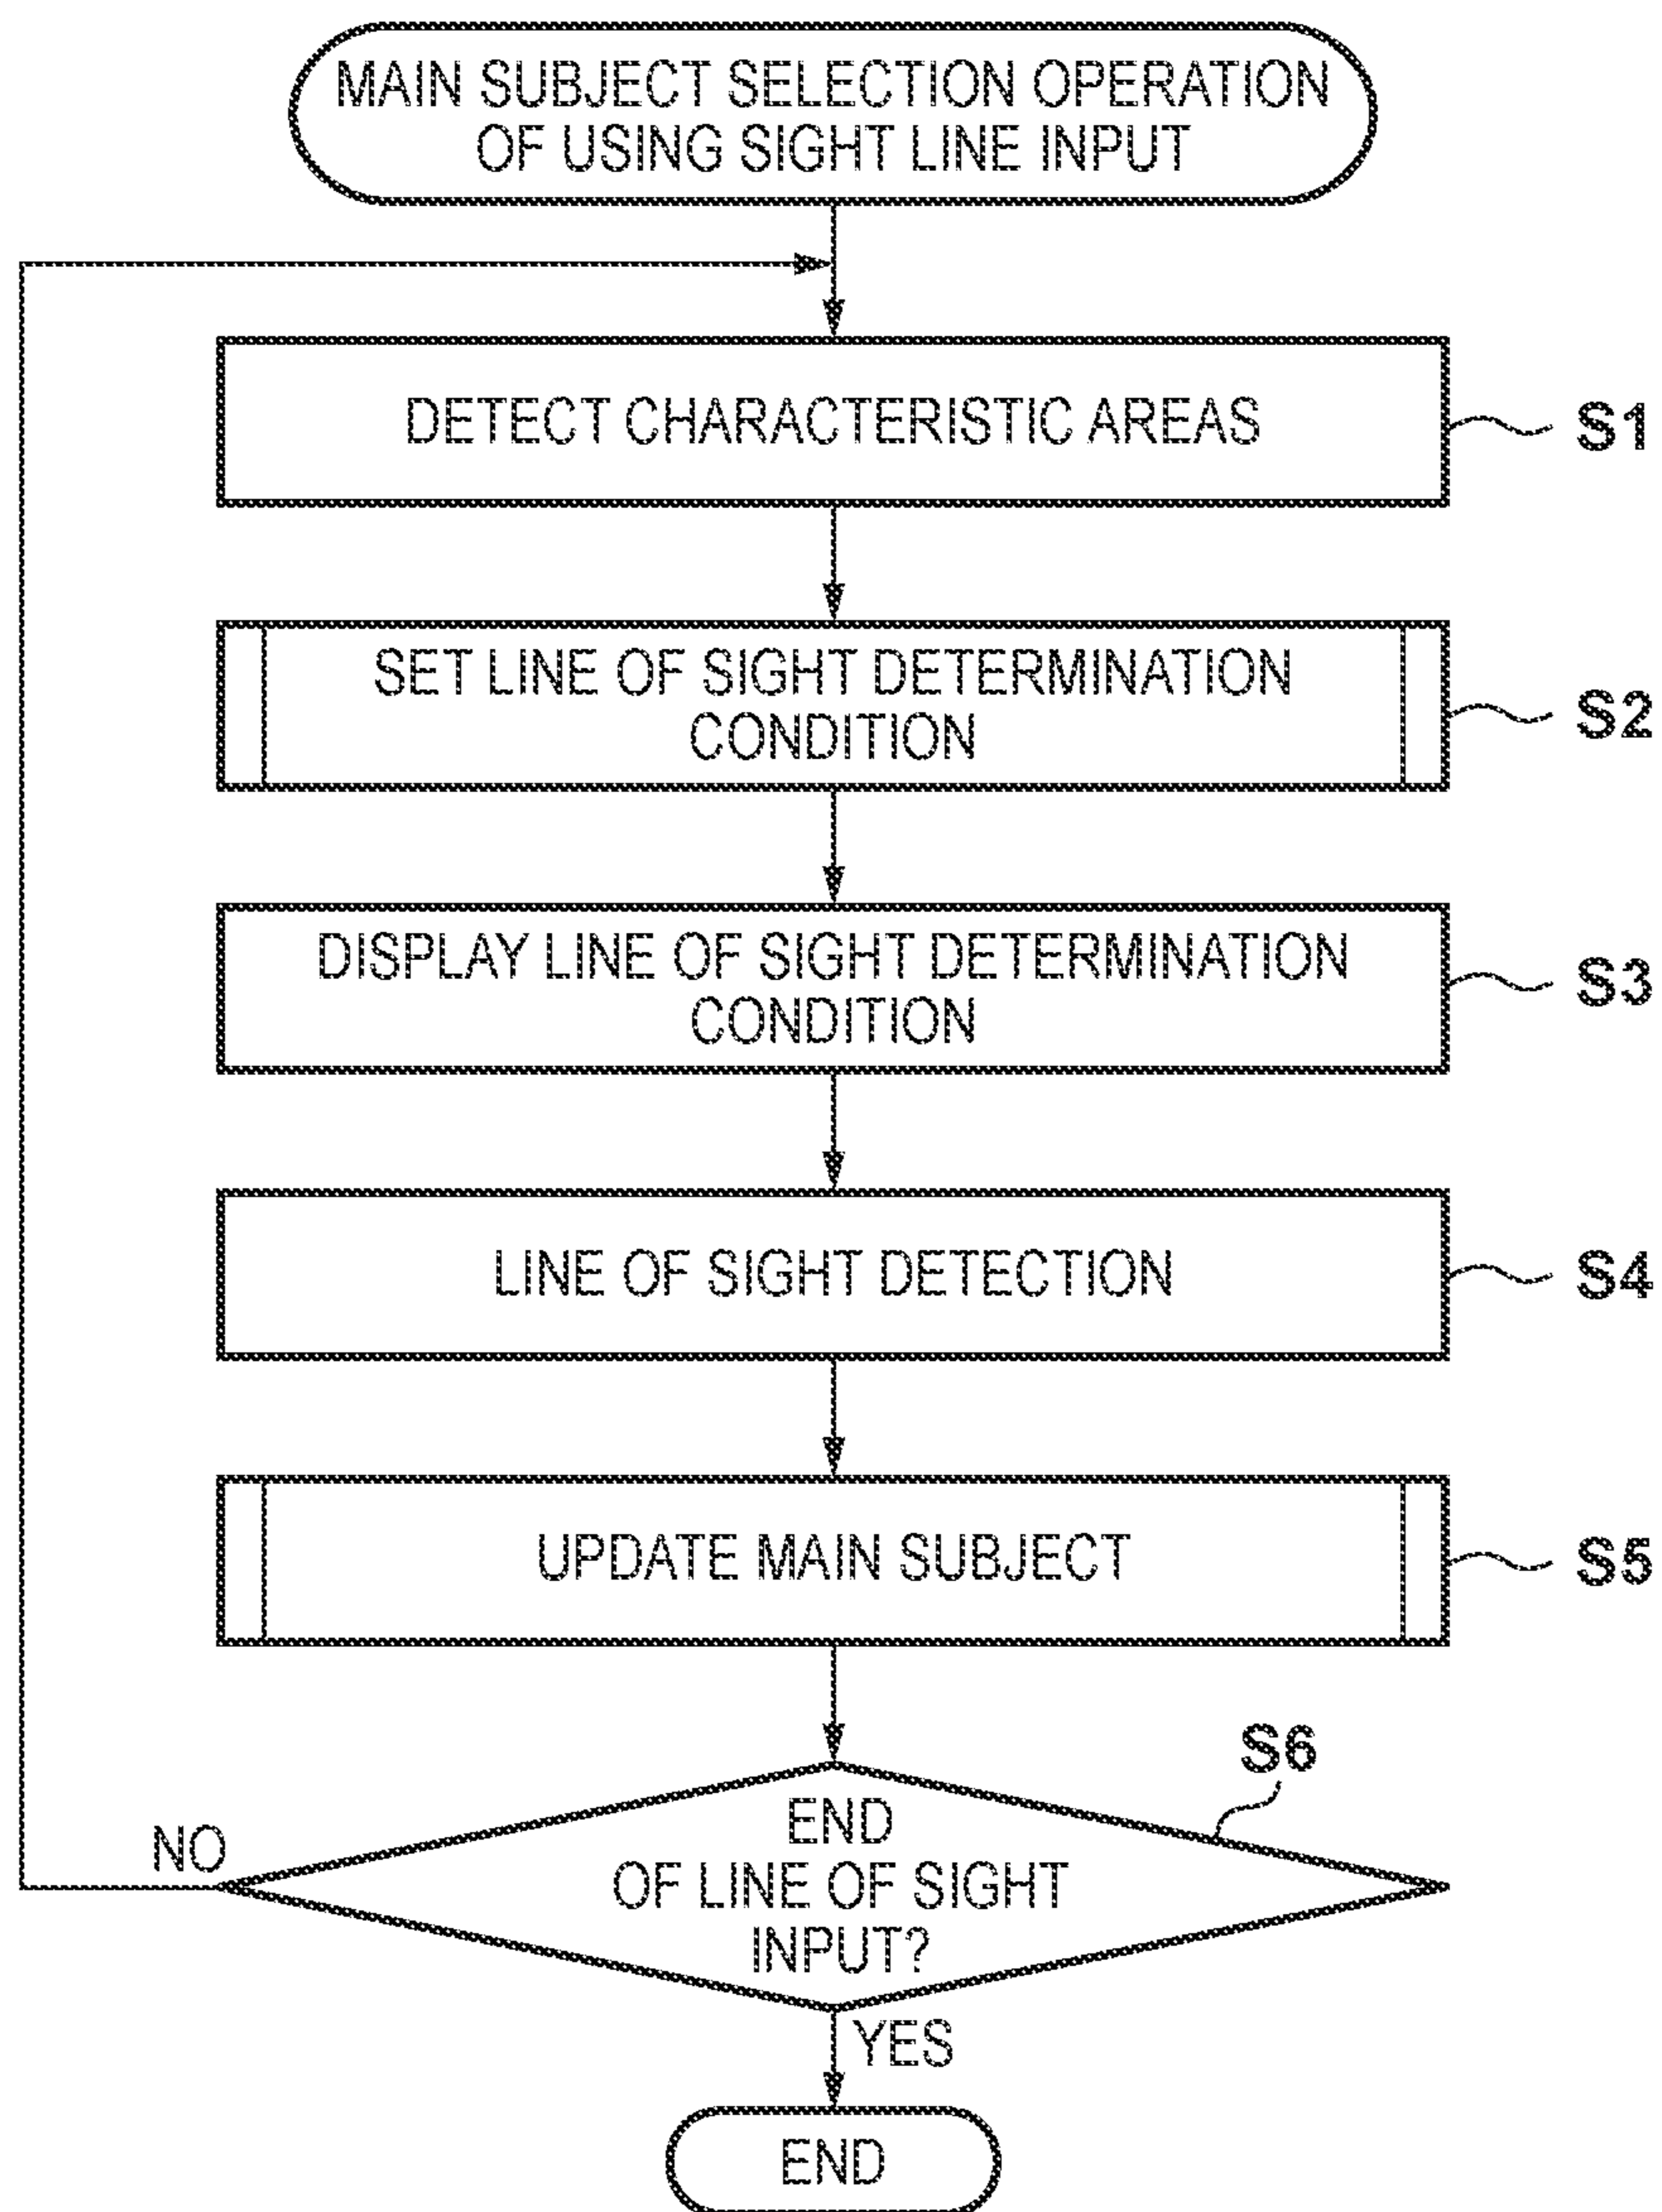 MAIN SUBJECT SELECTION OPERATION
OF USING SIGHT LINE INPUT
DETECT CHARACTERISTIC AREAS
S1
SET LINE OF SIGHT DETERMINATION
CONDITION
S2
DISPLAY LINE OF SIGHT DETERMINATION
CONDITION
S3
LINE OF SIGHT DETECTION
S4
UPDATE MAIN SUBJECT
S5
S6
END
OF LINE OF SIGHT
INPUT?
NO
YES
END